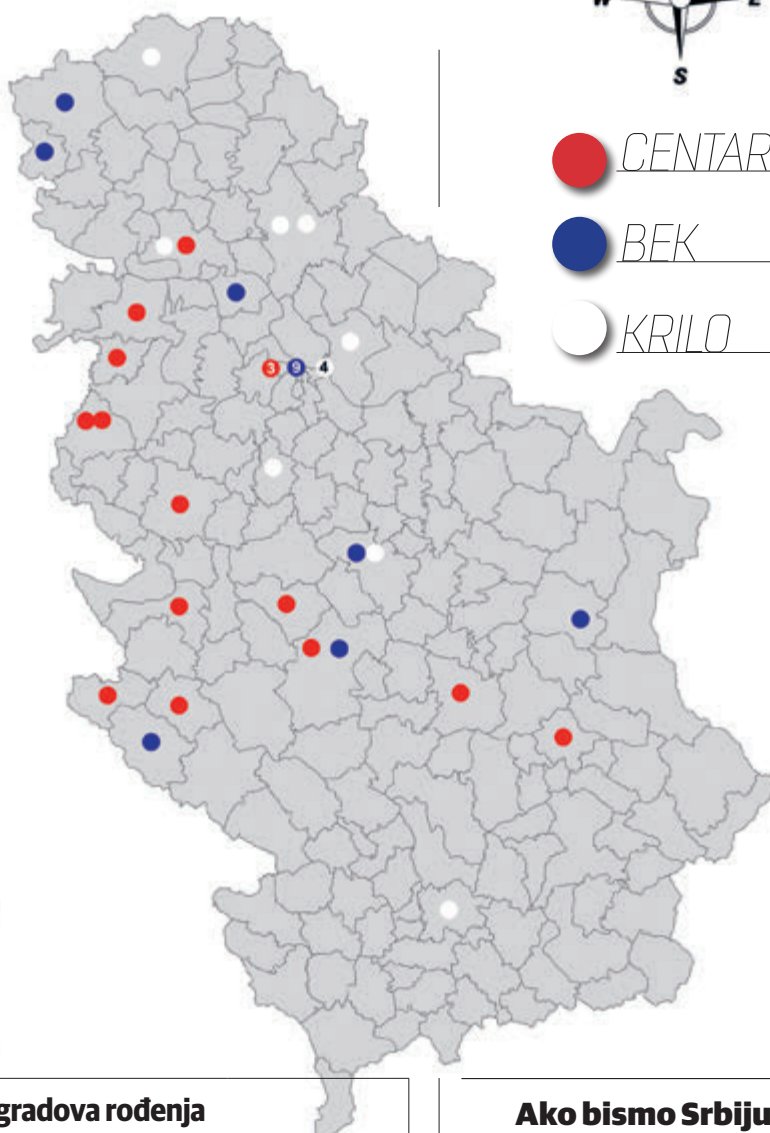 W
E
S
CENTAR
BEK
KRILO
3 9 4
gradova rođenja
Ako bismo Srbiju